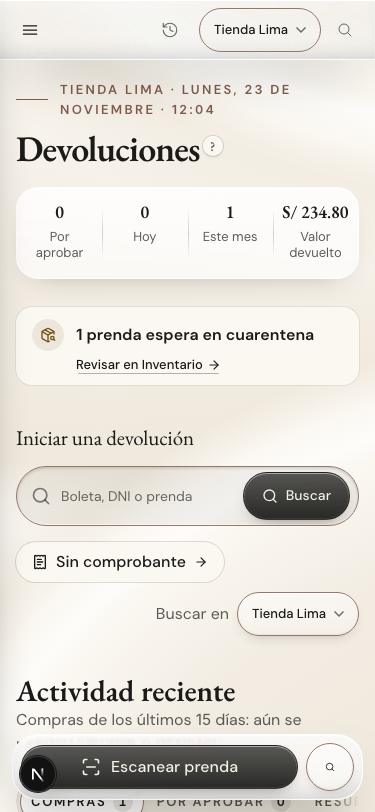 Tienda Lima
TIENDA LIMA · LUNES, 23 DE
NOVIEMBRE · 12:04
Devoluciones ?
0
Por
aprobar
0
Hoy
1
Este mes
S/ 234.80
Valor
devuelto
1 prenda espera en cuarentena
Revisar en Inventario →
Iniciar una devolución
Boleta, DNI o prenda
Buscar
Sin comprobante →
Buscar en
Tienda Lima
Actividad reciente
Compras de los últimos 15 días: aún se
Escanear prenda
N
COMPRAS 1 POR APROBAR 0 RESU